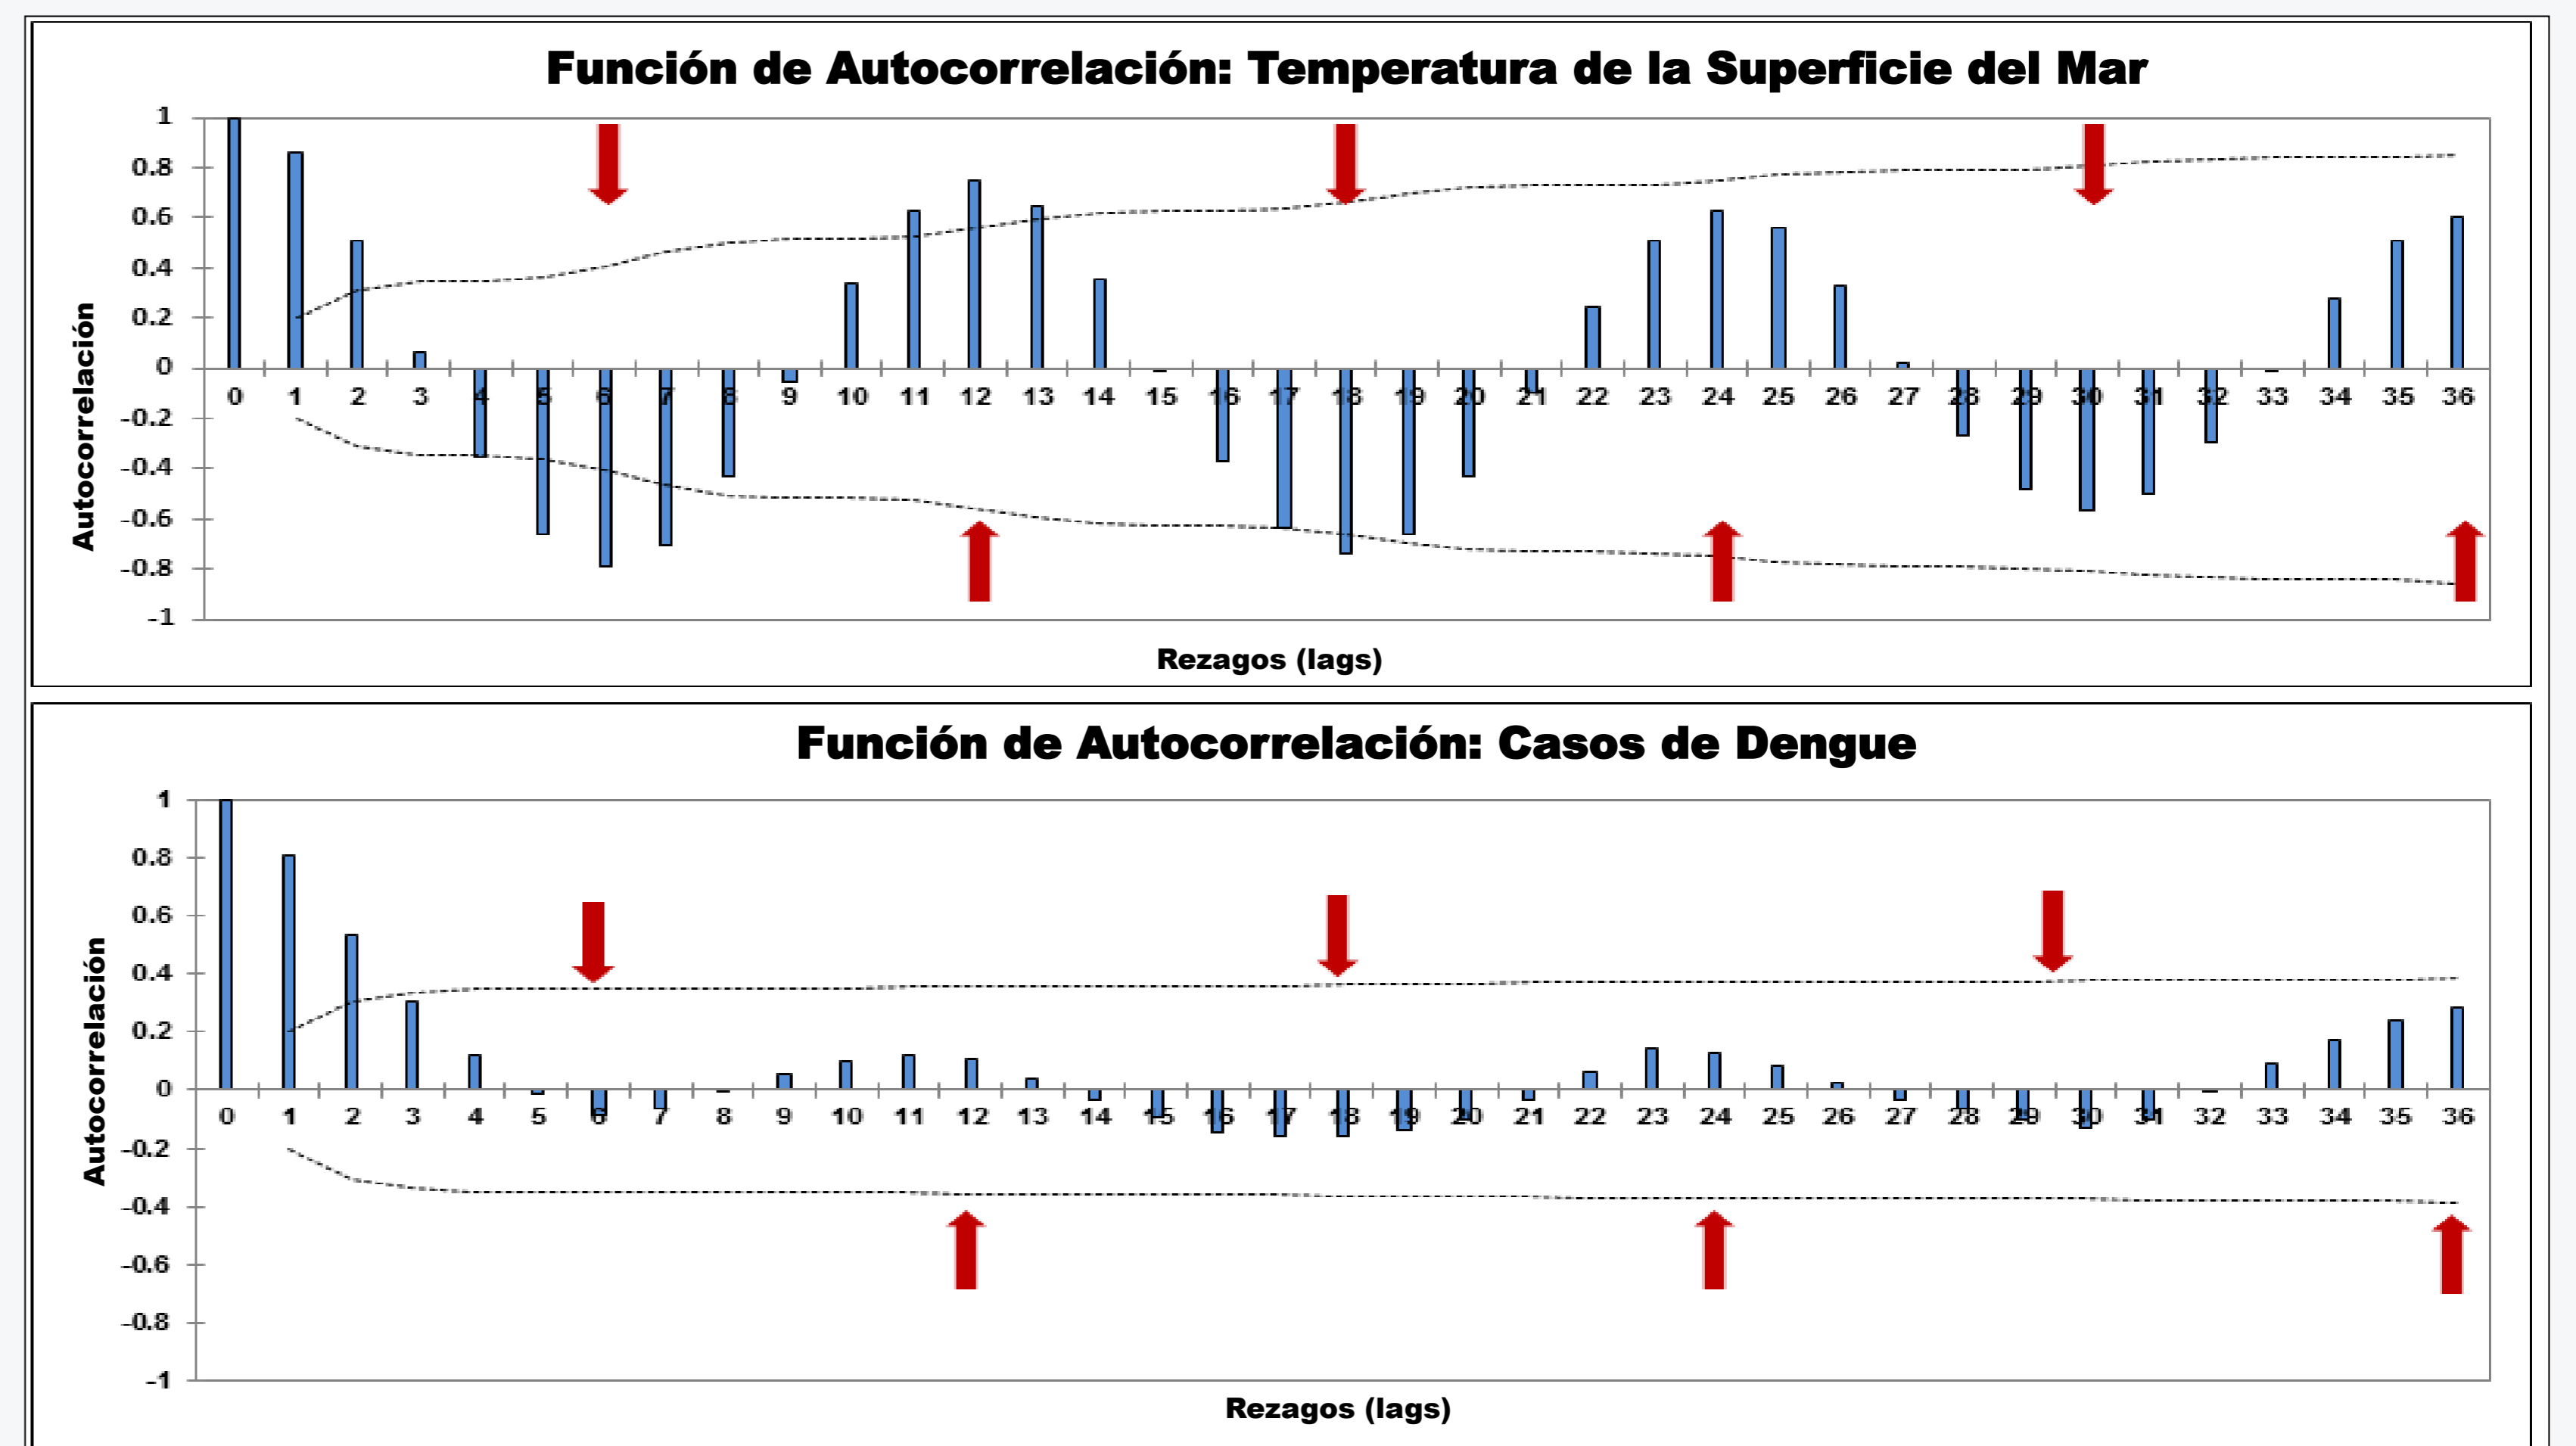 Función de Autocorrelación: Temperatura de la Superficie del Mar
1
0.8
0.6
0.4
0.2
0
-0.2
-0.4
-0.6
-0.8
-1
Autocorrelación
0 1 2 3 4 5 6 7 8 9 10 11 12 13 14 15 16 17 18 19 20 21 22 23 24 25 26 27 28 29 30 31 32 33 34 35 36
Rezagos (lags)
Función de Autocorrelación: Casos de Dengue
1
0.8
0.6
0.4
0.2
0
-0.2
-0.4
-0.6
-0.8
-1
Autocorrelación
0 1 2 3 4 5 6 7 8 9 10 11 12 13 14 15 16 17 18 19 20 21 22 23 24 25 26 27 28 29 30 31 32 33 34 35 36
Rezagos (lags)